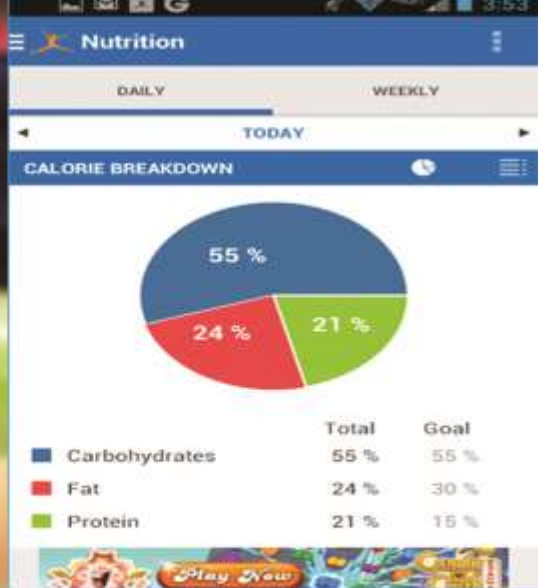 3:53
Nutrition
DAILY WEEKLY
TODAY
CALORIE BREAKDOWN
55 %
24 % 21 %
Total Goal
Carbohydrates 55 % 55 %
Fat 24 % 30 %
Protein 21 % 15 %
Play Now